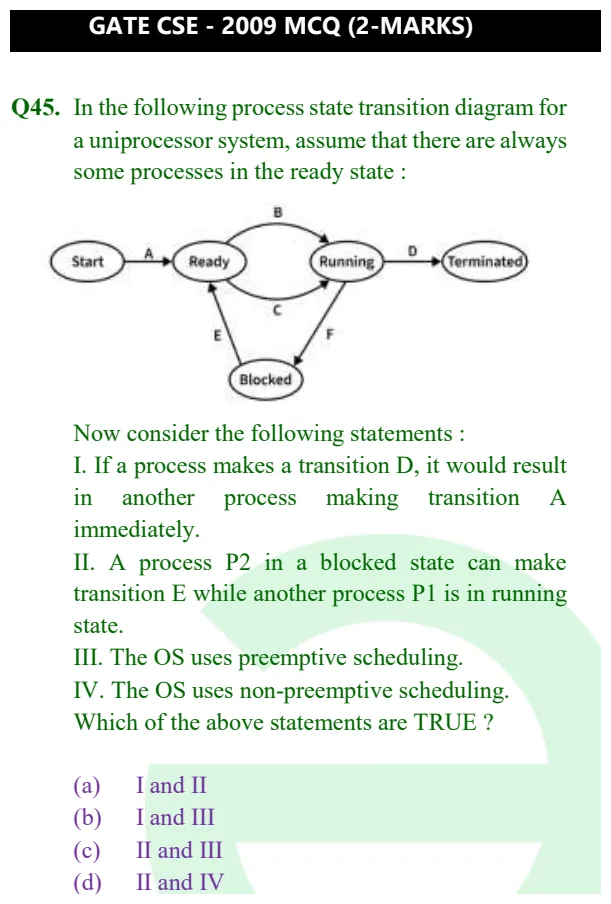 GATE CSE - 2009 MCQ (2-MARKS)
Q45. In the following process state transition diagram for
a uniprocessor system, assume that there are always
some processes in the ready state :
B
Start A Ready Running D Terminated
C
E F
Blocked
Now consider the following statements :
I. If a process makes a transition D, it would result
in another process making transition A
immediately.
II. A process P2 in a blocked state can make
transition E while another process P1 is in running
state.
III. The OS uses preemptive scheduling.
IV. The OS uses non-preemptive scheduling.
Which of the above statements are TRUE ?
(a) I and II
(b) I and III
(c) II and III
(d) II and IV